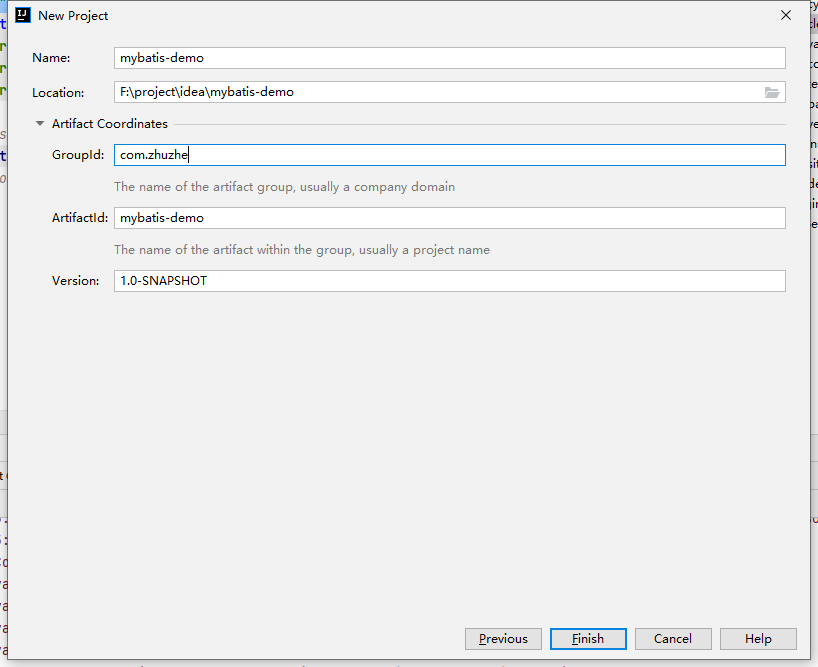 New Project
Name: mybatis-demo
Location: F:\project\idea\mybatis-demo
Artifact Coordinates
GroupId: com.zhuzhe
The name of the artifact group, usually a company domain
ArtifactId: mybatis-demo
The name of the artifact within the group, usually a project name
Version: 1.0-SNAPSHOT
Previous Finish Cancel Help